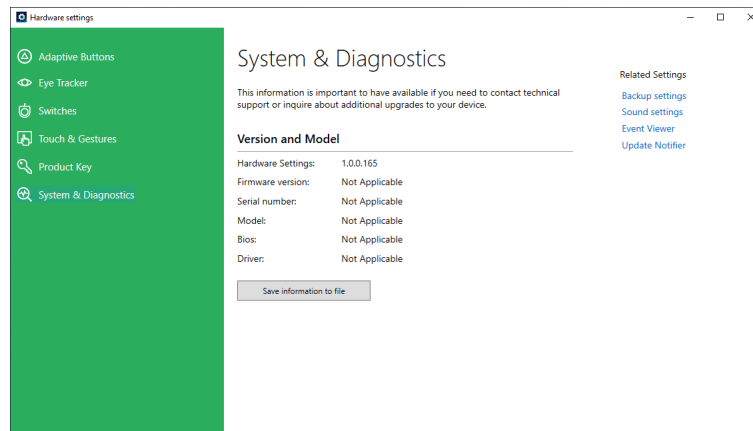 Hardware settings
Adaptive Buttons
Eye Tracker
Switches
Touch & Gestures
Product Key
System & Diagnostics
System & Diagnostics
This information is important to have available if you need to contact technical
support or inquire about additional upgrades to your device.
Version and Model
Hardware Settings: 1.0.0.165
Firmware version: Not Applicable
Serial number: Not Applicable
Model: Not Applicable
Bios: Not Applicable
Driver: Not Applicable
Save information to file
Related Settings
Backup settings
Sound settings
Event Viewer
Update Notifier